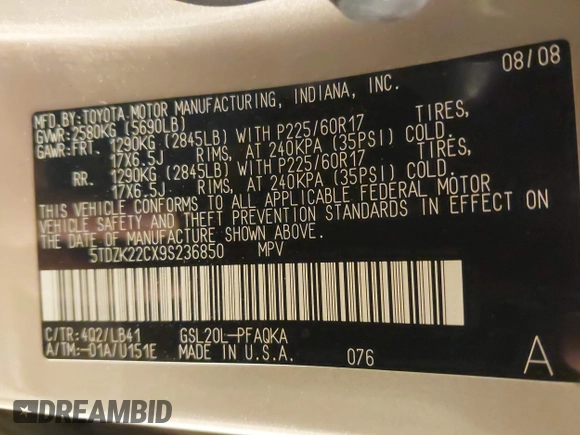 08/08
MFD.BY:TOYOTA MOTOR MANUFACTURING, INDIANA, INC.
GVWR:2580KG (5690LB)
GAWR:FRT. 1290KG (2845LB) WITH P225/60R17 TIRES,
17X6.5J RIMS, AT 240KPA (35PSI) COLD.
RR. 1290KG (2845LB) WITH P225/60R17 TIRES,
17X6.5J RIMS, AT 240KPA (35PSI) COLD.
THIS VEHICLE CONFORMS TO ALL APPLICABLE FEDERAL MOTOR
VEHICLE SAFETY AND THEFT PREVENTION STANDARDS IN EFFECT ON
THE DATE OF MANUFACTURE SHOWN ABOVE.
5TDZK22CX9S236850 MPV
C/TR:4Q2/LB41 GSL20L-PFAQKA
A/TM:-01A/U151E MADE IN U.S.A. 076 A
DREAMBID